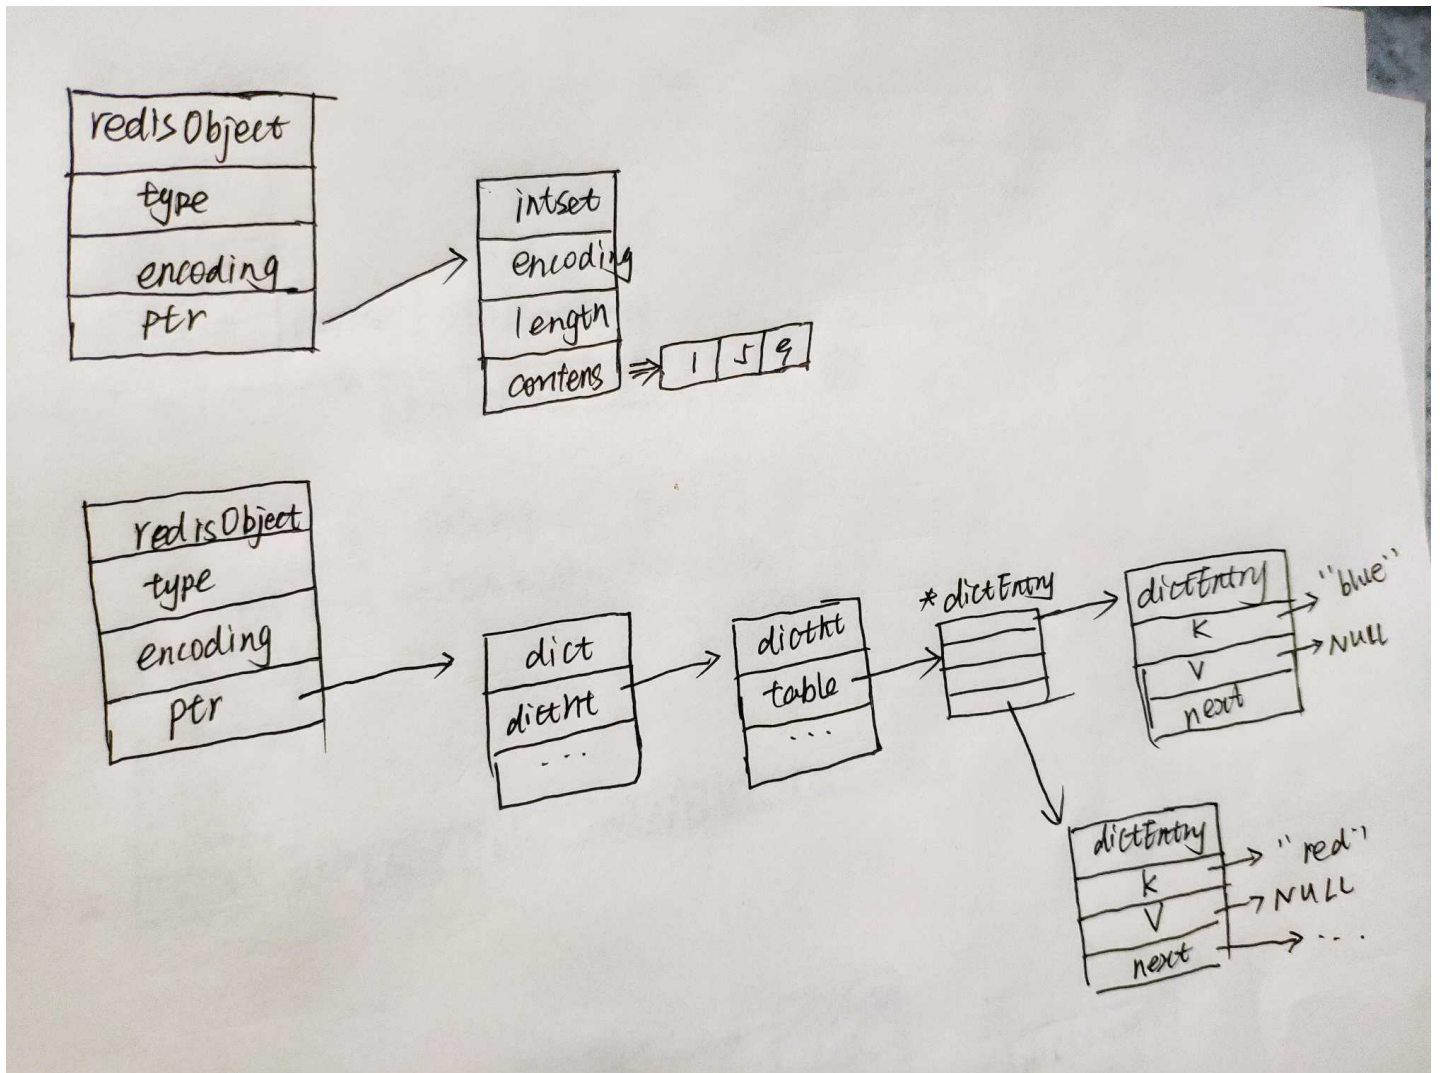 redisObject
type
encoding
ptr
intset
encoding
length
contens
1 5 9
redisObject
type
encoding
ptr
dict
dictht
...
dictht
table
...
*dictEntry
dictEntry
K
V
next
"blue"
NULL
dictEntry
K
V
next
"red"
NULL
...